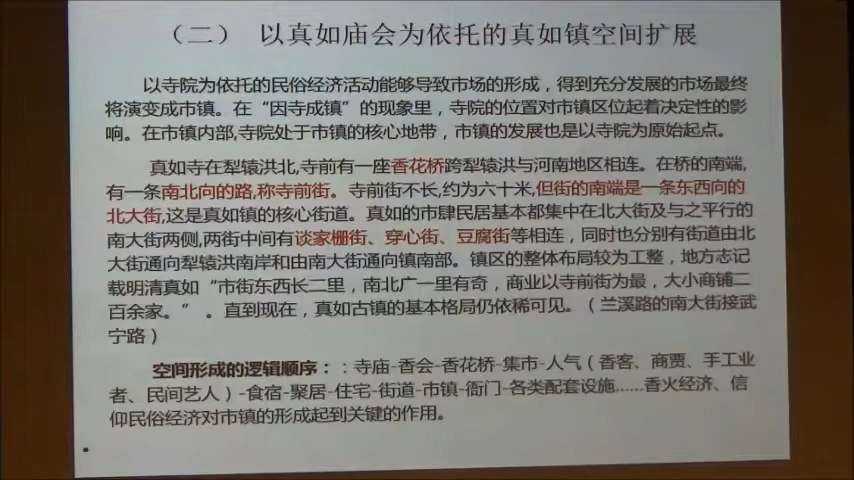 （二） 以真如庙会为依托的真如镇空间扩展
以寺院为依托的民俗经济活动能够导致市场的形成，得到充分发展的市场最终
将演变成市镇。在“因寺成镇”的现象里，寺院的位置对市镇区位起着决定性的影
响。在市镇内部,寺院处于市镇的核心地带，市镇的发展也是以寺院为原始起点。
真如寺在犁辕洪北,寺前有一座香花桥跨犁辕洪与河南地区相连。在桥的南端,
有一条南北向的路,称寺前街。寺前街不长,约为六十米,但街的南端是一条东西向的
北大街,这是真如镇的核心街道。真如的市肆民居基本都集中在北大街及与之平行的
南大街两侧,两街中间有谈家栅街、穿心街、豆腐街等相连，同时也分别有街道由北
大街通向犁辕洪南岸和由南大街通向镇南部。镇区的整体布局较为工整，地方志记
载明清真如“市街东西长二里，南北广一里有奇，商业以寺前街为最，大小商铺二
百余家。”。直到现在，真如古镇的基本格局仍依稀可见。（兰溪路的南大街接武
宁路）
空间形成的逻辑顺序：：寺庙-香会-香花桥-集市-人气（香客、商贾、手工业
者、民间艺人）-食宿-聚居-住宅-街道-市镇-衙门-各类配套设施……香火经济、信
仰民俗经济对市镇的形成起到关键的作用。